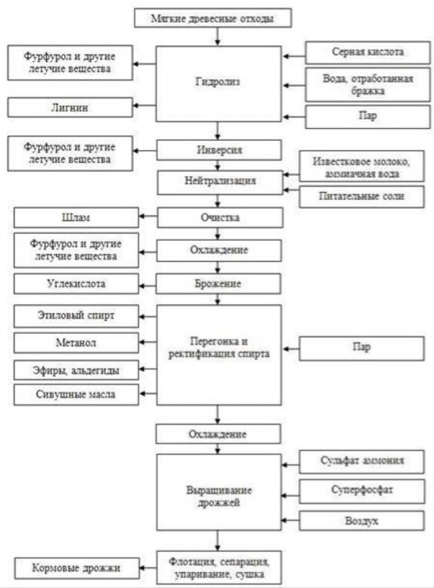 Мягкие древесные отходы
Фурфурол и другие
летучие вещества
Лигнин
Гидролиз
Серная кислота
Вода, отработанная
бражка
Пар
Фурфурол и другие
летучие вещества
Инверсия
Нейтрализация
Известковое молоко,
аммиачная вода
Питательные соли
Шлам
Очистка
Фурфурол и другие
летучие вещества
Охлаждение
Углекислота
Брожение
Этиловый спирт
Метанол
Эфиры, альдегиды
Сивушные масла
Перегонка и
ректификация спирта
Пар
Охлаждение
Выращивание
дрожжей
Сульфат аммония
Суперфосфат
Воздух
Кормовые дрожжи
Флотация, сепарация,
упаривание, сушка